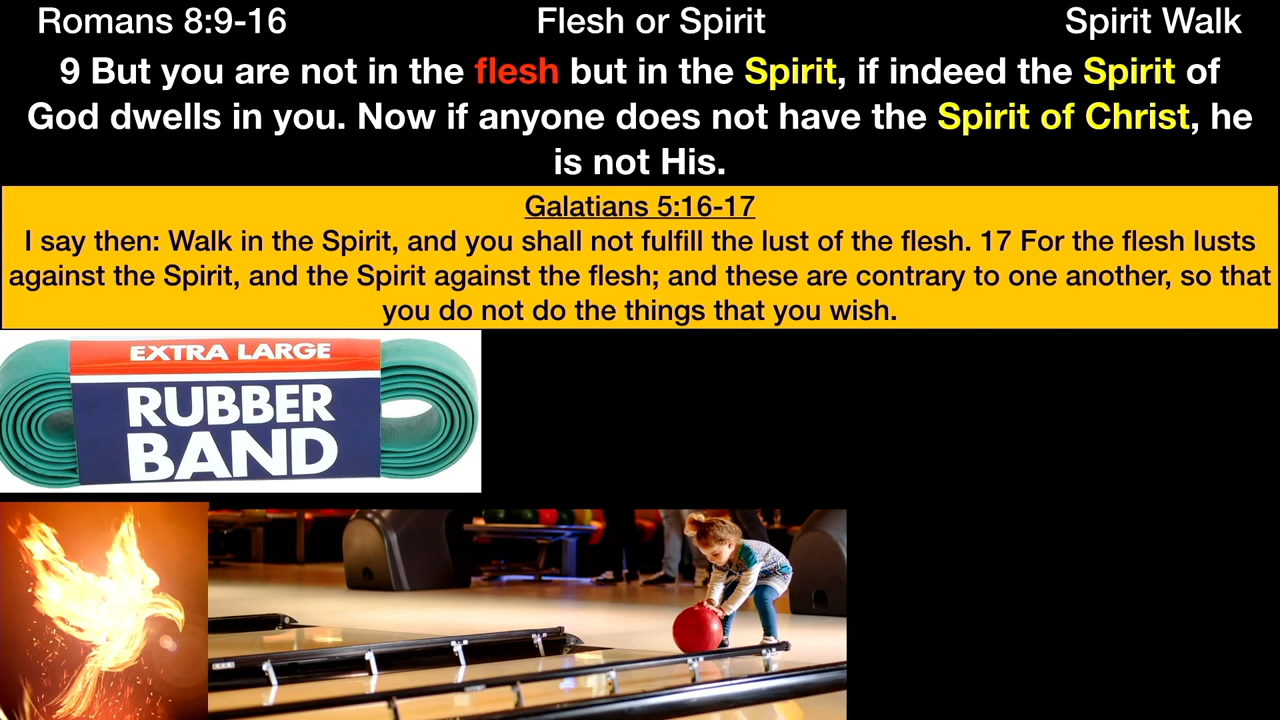 Romans 8:9-16 Flesh or Spirit Spirit Walk
9 But you are not in the flesh but in the Spirit, if indeed the Spirit of
God dwells in you. Now if anyone does not have the Spirit of Christ, he
is not His.
Galatians 5:16-17
I say then: Walk in the Spirit, and you shall not fulfill the lust of the flesh. 17 For the flesh lusts
against the Spirit, and the Spirit against the flesh; and these are contrary to one another, so that
you do not do the things that you wish.
EXTRA LARGE
RUBBER
BAND